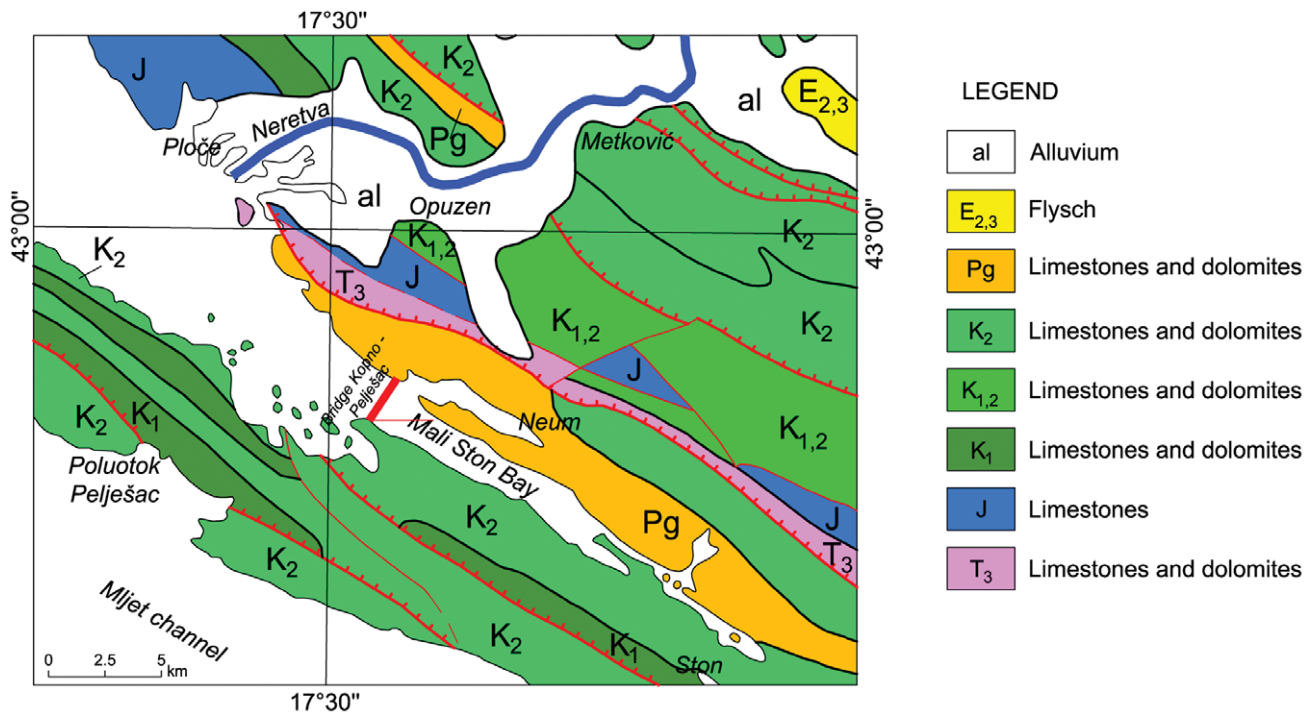 17°30"
J
K2
K2
Neretva
Pg
al
E2,3
Ploče
Metković
al
Opuzen
43°00"
43°00"
K2
K1,2
K2
T3
J
K1,2
K2
J
Bridge Kopno -
Pelješac
K2
K1
Neum
K1,2
Mali Ston Bay
Poluotok
Pelješac
K2
Pg
J
T3
K2
Mljet channel
K2
K1
Ston
0 2.5 5
km
17°30"
LEGEND
al Alluvium
E2,3 Flysch
Pg Limestones and dolomites
K2 Limestones and dolomites
K1,2 Limestones and dolomites
K1 Limestones and dolomites
J Limestones
T3 Limestones and dolomites